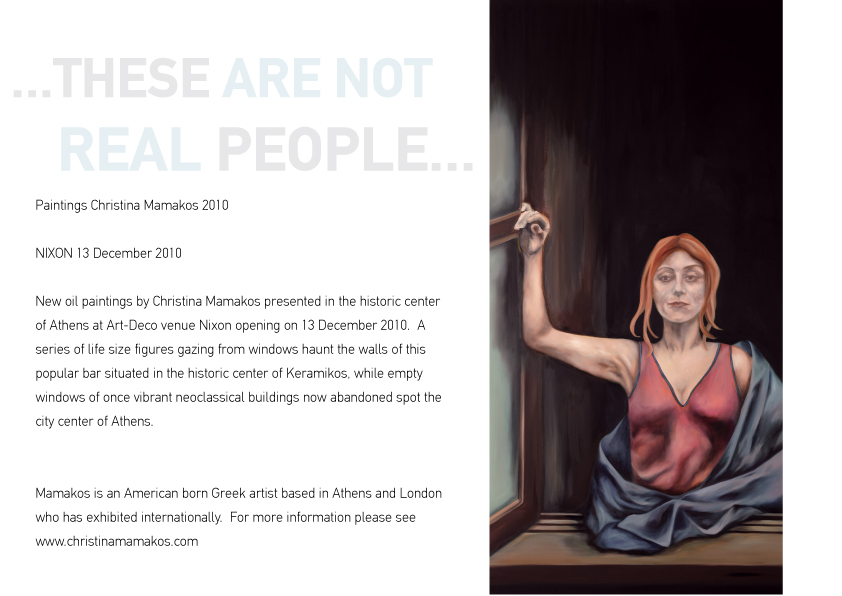 ...THESE ARE NOT
REAL PEOPLE...
Paintings Christina Mamakos 2010
NIXON 13 December 2010
New oil paintings by Christina Mamakos presented in the historic center
of Athens at Art-Deco venue Nixon opening on 13 December 2010.  A
series of life size figures gazing from windows haunt the walls of this
popular bar situated in the historic center of Keramikos, while empty
windows of once vibrant neoclassical buildings now abandoned spot the
city center of Athens.
Mamakos is an American born Greek artist based in Athens and London
who has exhibited internationally.  For more information please see
www.christinamamakos.com